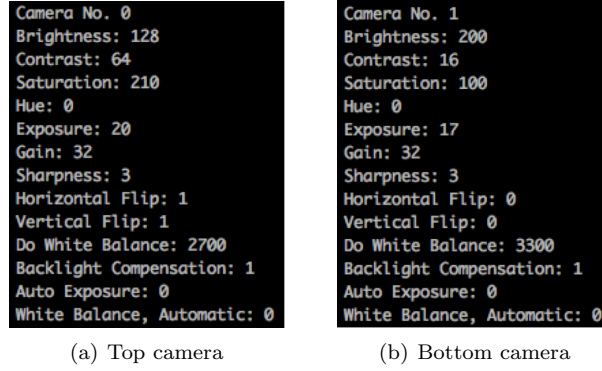 Camera No. 0
Brightness: 128
Contrast: 64
Saturation: 210
Hue: 0
Exposure: 20
Gain: 32
Sharpness: 3
Horizontal Flip: 1
Vertical Flip: 1
Do White Balance: 2700
Backlight Compensation: 1
Auto Exposure: 0
White Balance, Automatic: 0
(a) Top camera
Camera No. 1
Brightness: 200
Contrast: 16
Saturation: 100
Hue: 0
Exposure: 17
Gain: 32
Sharpness: 3
Horizontal Flip: 0
Vertical Flip: 0
Do White Balance: 3300
Backlight Compensation: 1
Auto Exposure: 0
White Balance, Automatic: 0
(b) Bottom camera